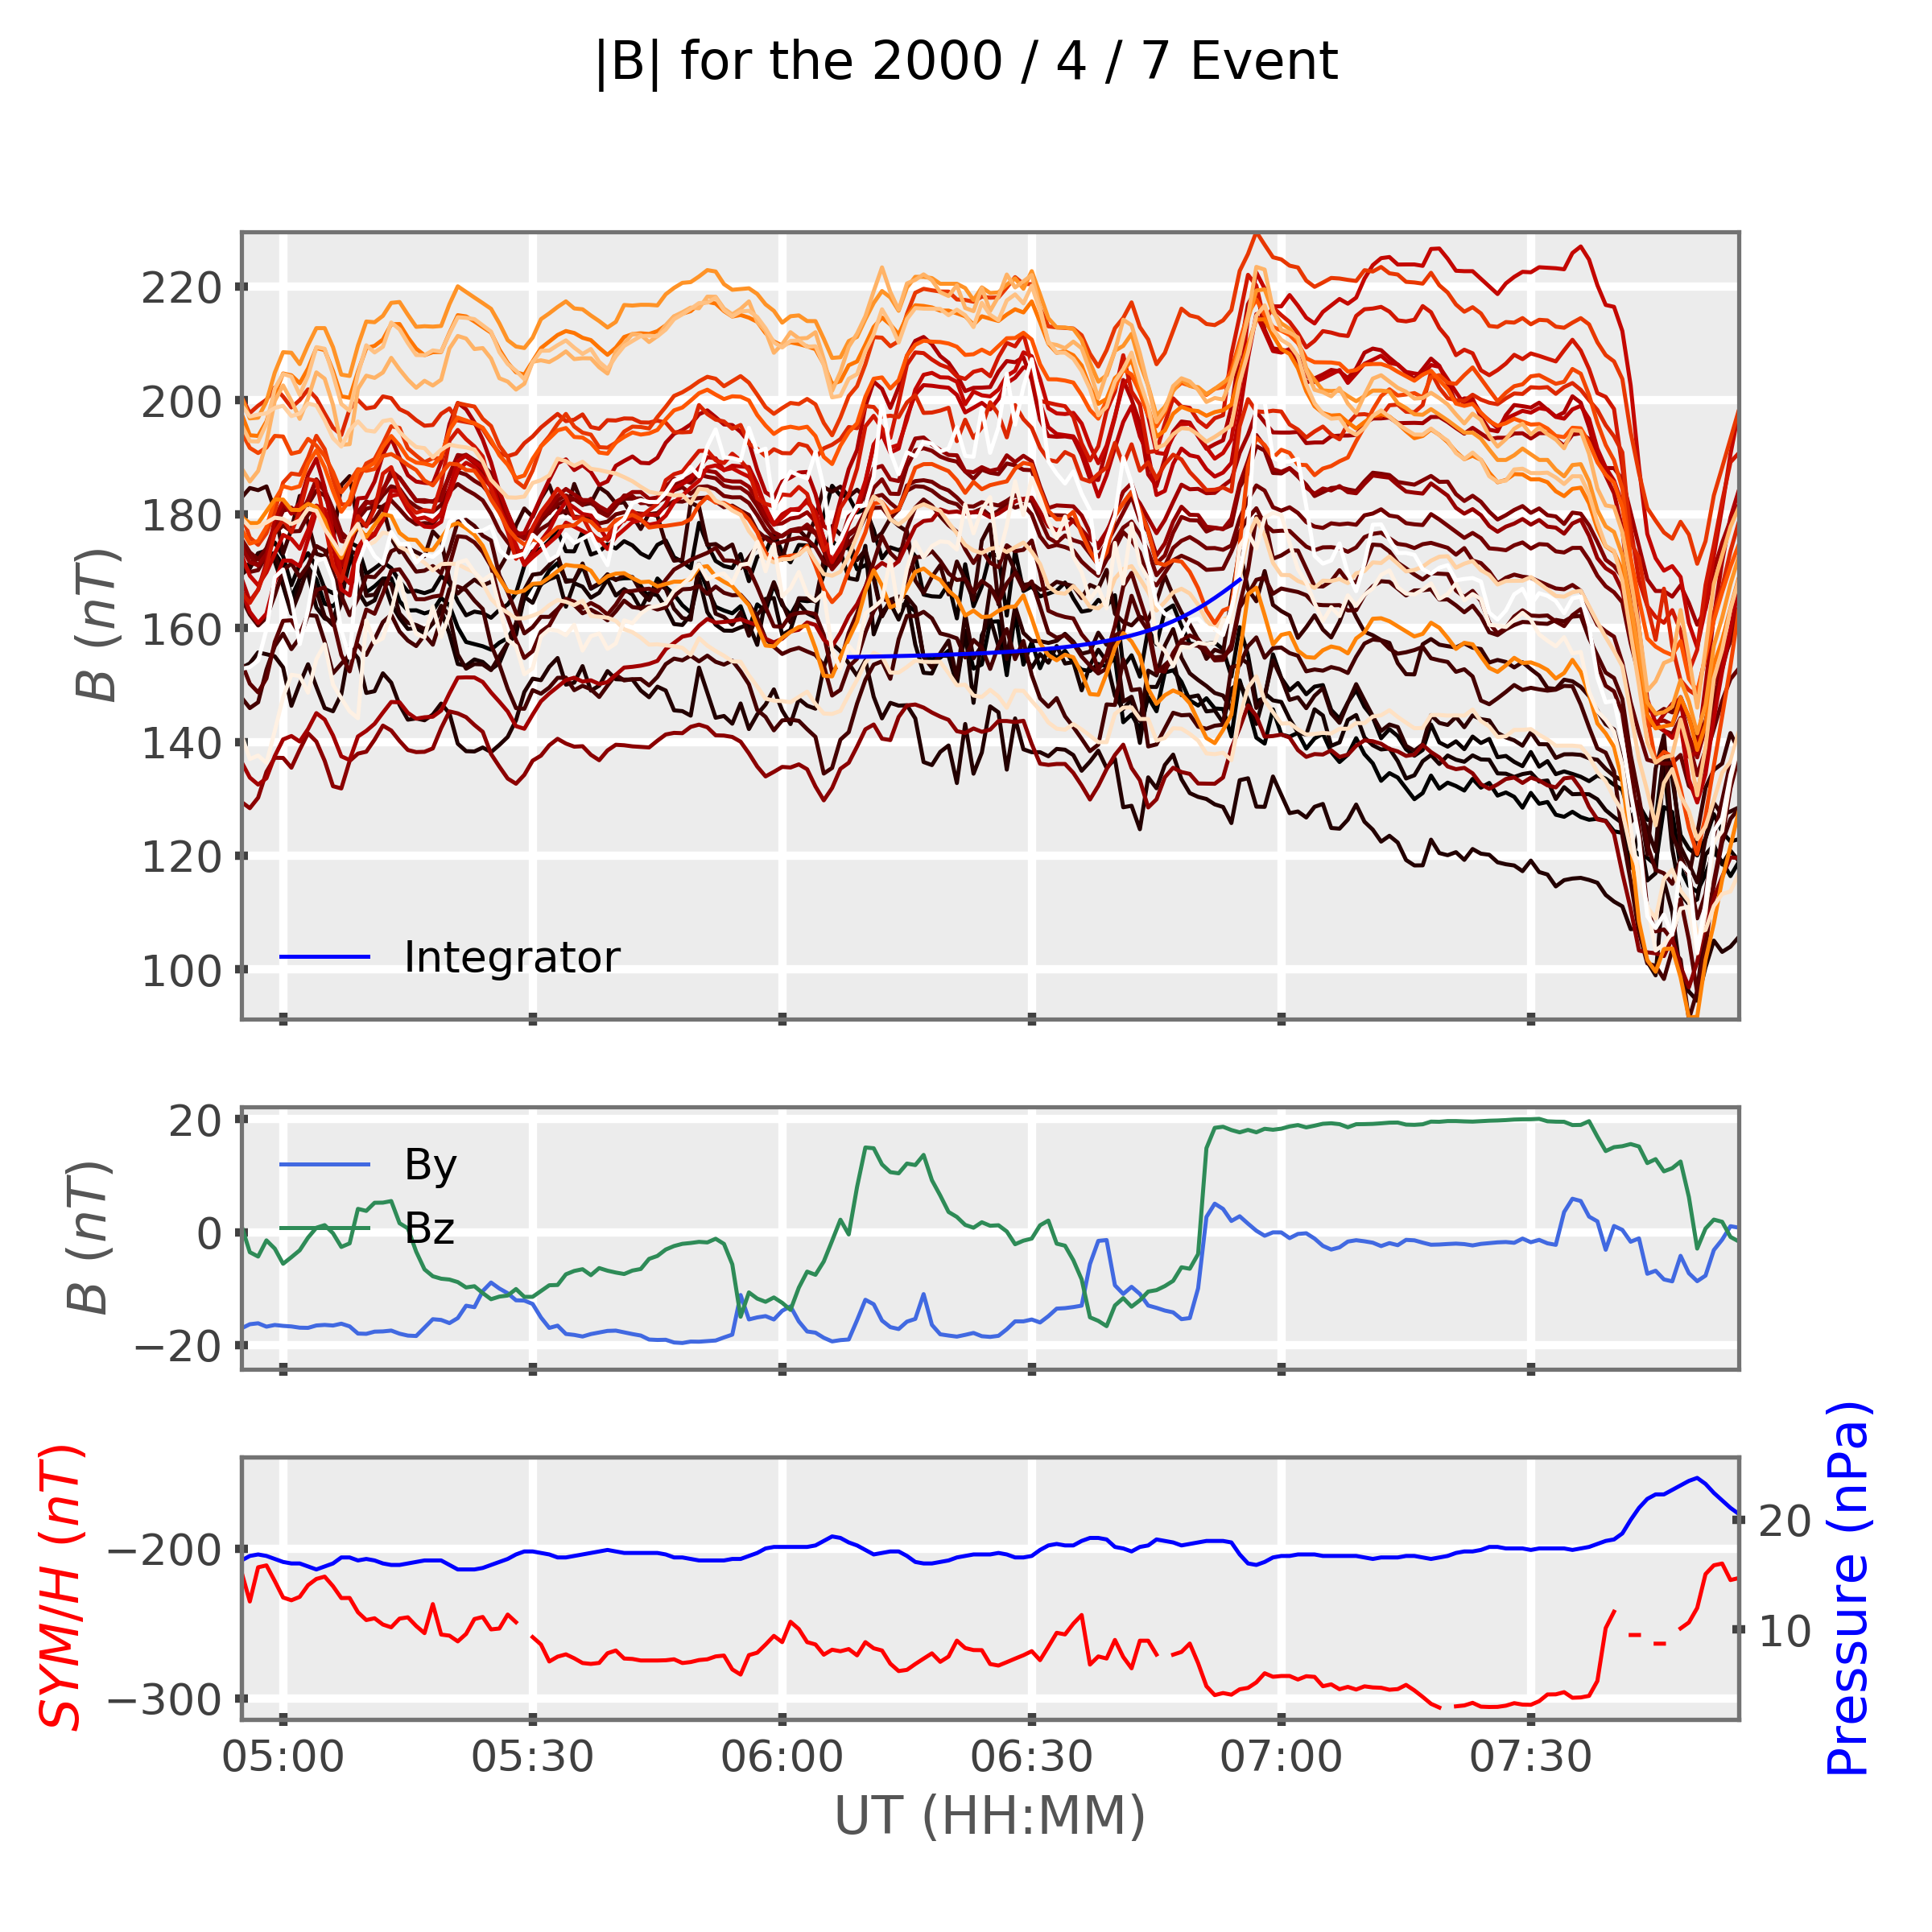 |B| for the 2000 / 4 / 7 Event
B (nT)
220
200
180
160
140
120
100
Integrator
B (nT)
20
0
−20
By
Bz
SYM/H (nT)
−200
−300
20
10
Pressure (nPa)
05:00 05:30 06:00 06:30 07:00 07:30
UT (HH:MM)